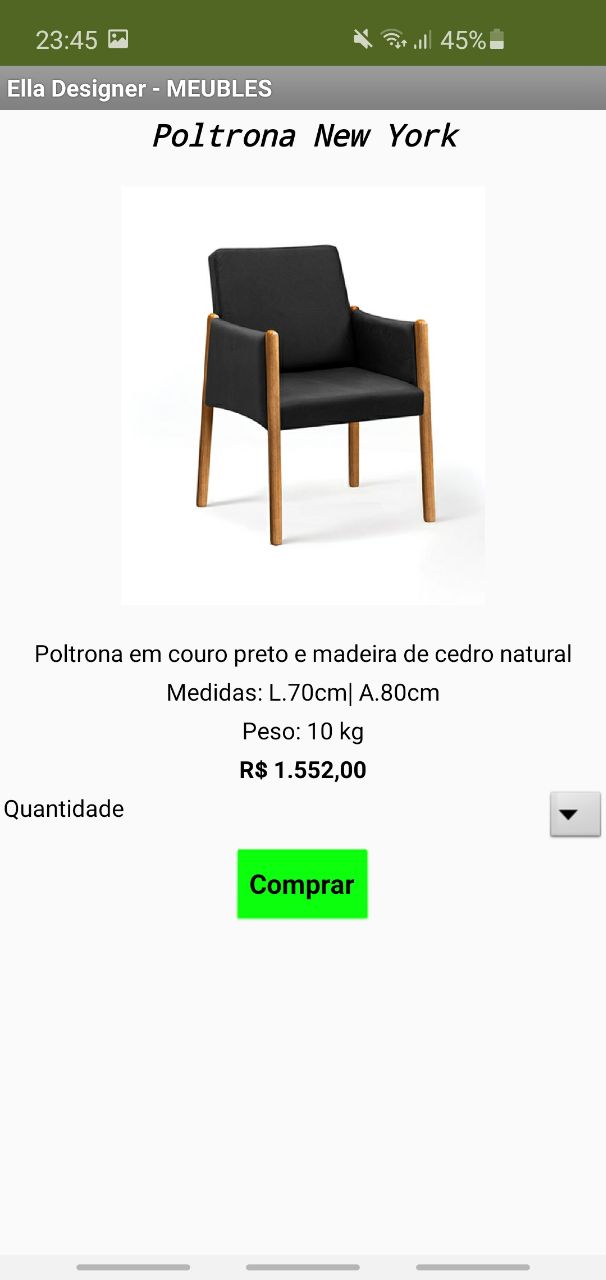 23:45 45%
Ella Designer - MEUBLES
Poltrona New York
Poltrona em couro preto e madeira de cedro natural
Medidas: L.70cm| A.80cm
Peso: 10 kg
R$ 1.552,00
Quantidade
Comprar